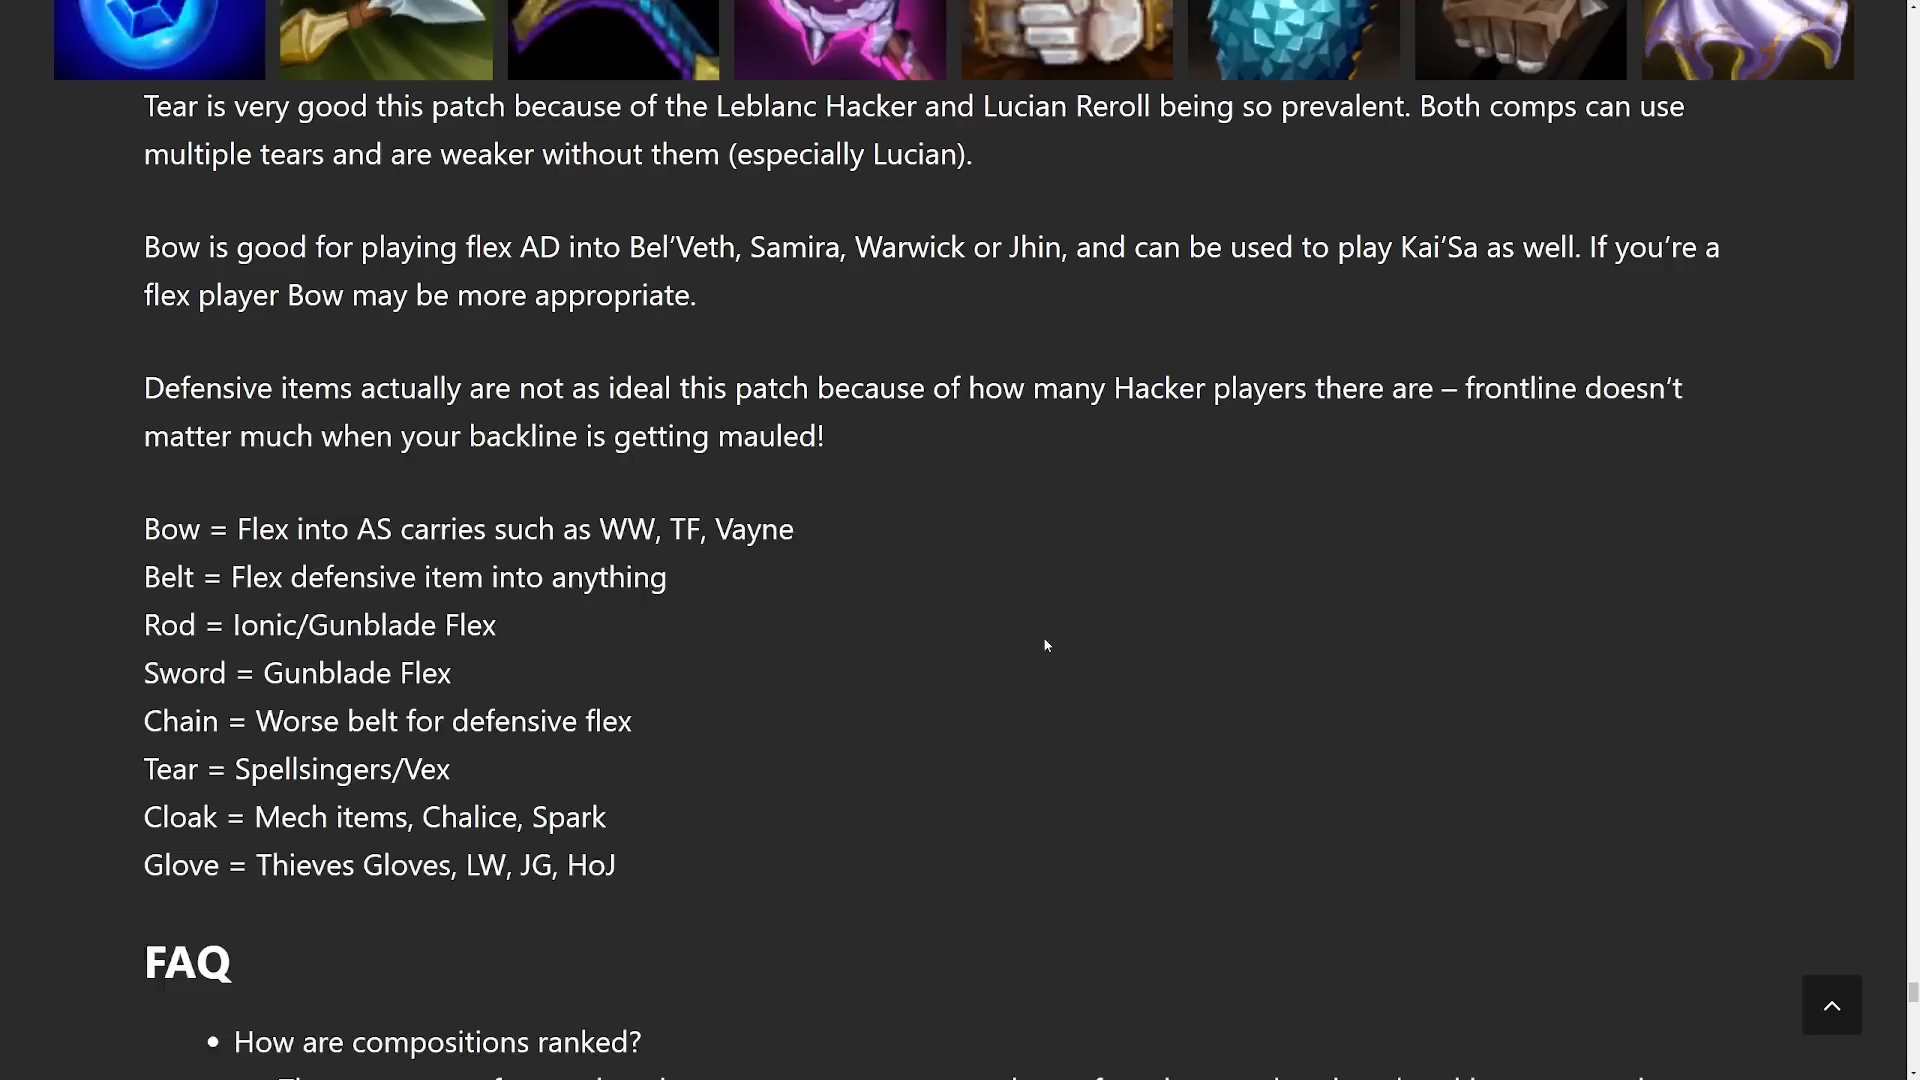 Tear is very good this patch because of the Leblanc Hacker and Lucian Reroll being so prevalent. Both comps can use
multiple tears and are weaker without them (especially Lucian).
Bow is good for playing flex AD into Bel’Veth, Samira, Warwick or Jhin, and can be used to play Kai’Sa as well. If you’re a
flex player Bow may be more appropriate.
Defensive items actually are not as ideal this patch because of how many Hacker players there are – frontline doesn’t
matter much when your backline is getting mauled!
Bow = Flex into AS carries such as WW, TF, Vayne
Belt = Flex defensive item into anything
Rod = Ionic/Gunblade Flex
Sword = Gunblade Flex
Chain = Worse belt for defensive flex
Tear = Spellsingers/Vex
Cloak = Mech items, Chalice, Spark
Glove = Thieves Gloves, LW, JG, HoJ
FAQ
• How are compositions ranked?